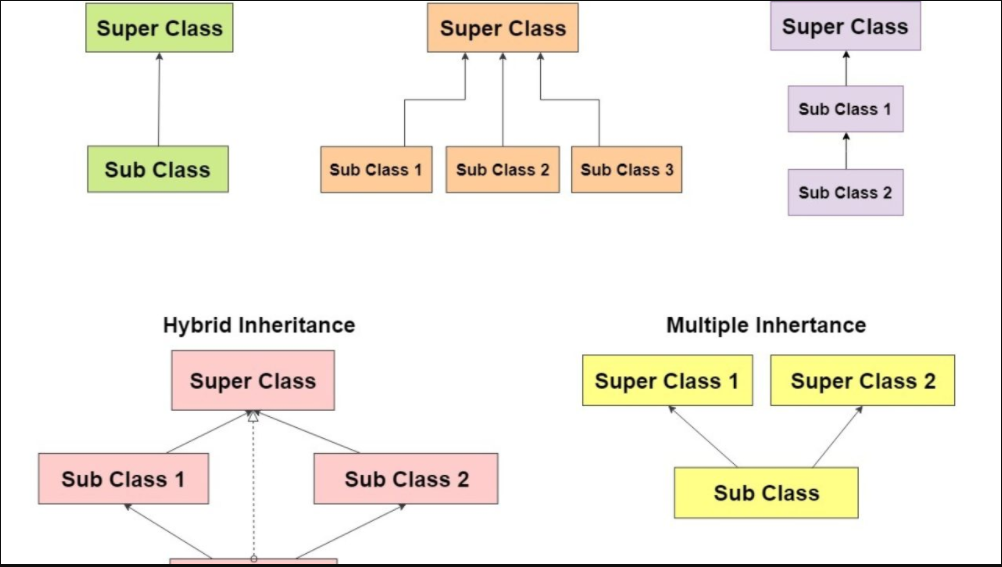 Super Class
Super Class
Super Class
Sub Class 1
Sub Class
Sub Class 1
Sub Class 2
Sub Class 3
Sub Class 2
Hybrid Inheritance
Multiple Inhertance
Super Class
Super Class 1
Super Class 2
Sub Class 1
Sub Class 2
Sub Class